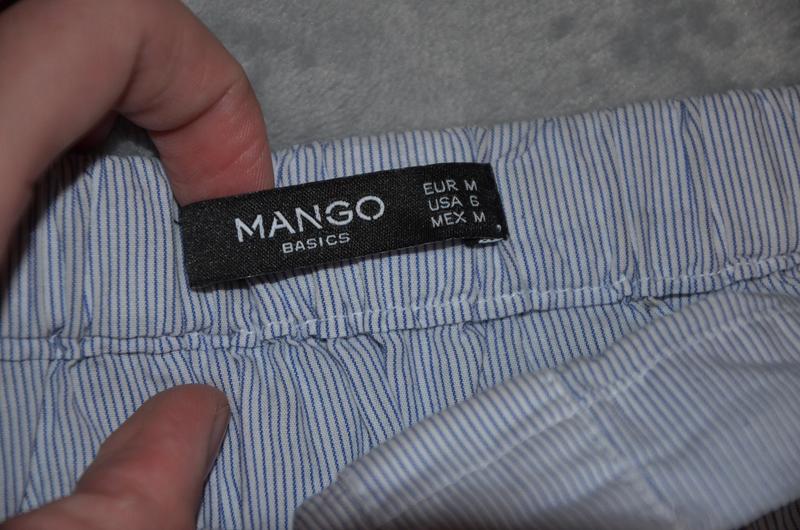 MANGO
BASICS
EUR M
USA 6
MEX M